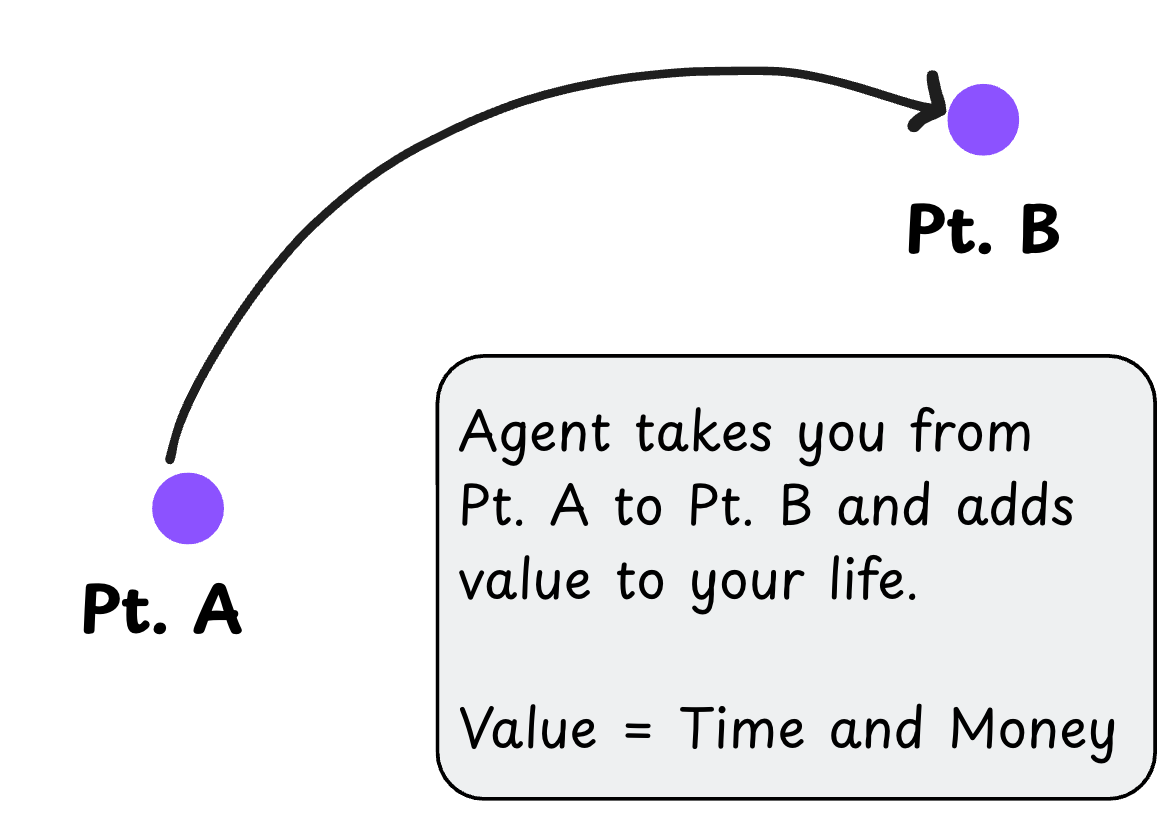 Pt. B
Agent takes you from
Pt. A to Pt. B and adds
value to your life.
Pt. A
Value = Time and Money